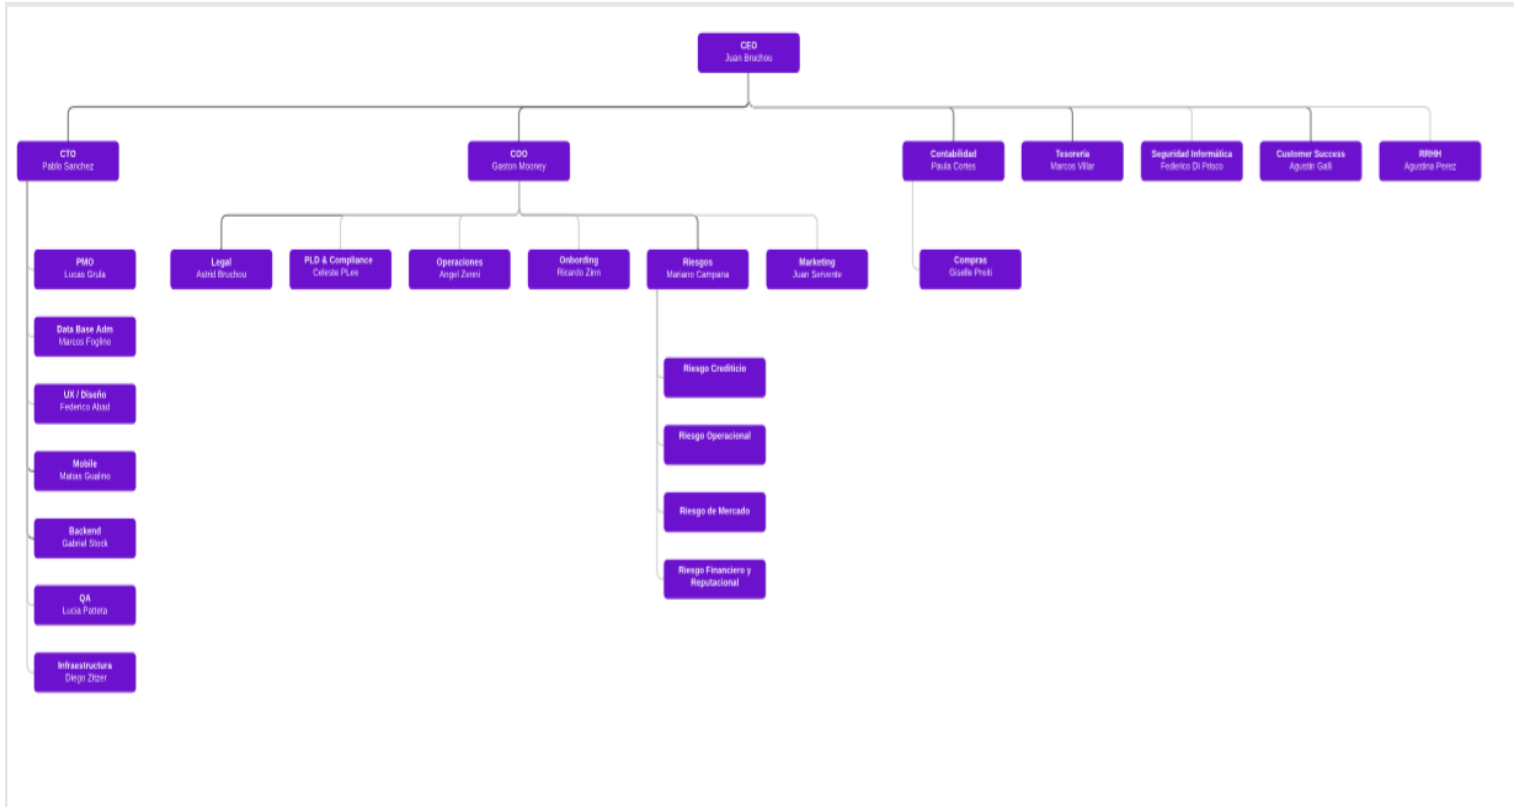 CEO
Juan Bruchou
CTO
Pablo Sanchez
COO
Gaston Mooney
Contabilidad
Paula Cortes
Tesorería
Marcos Villar
Seguridad Informática
Federico Di Prisco
Customer Success
Agustin Galli
RRHH
Agustina Perez
PMO
Lucas Grula
Legal
Astrid Bruchou
PLD & Compliance
Celeste PLee
Operaciones
Angel Zenni
Onbording
Ricardo Zinn
Riesgos
Mariano Campana
Marketing
Juan Servente
Compras
Giselle Preiti
Data Base Adm
Marcos Foglino
UX / Diseño
Federico Abad
Mobile
Matias Gualino
Backend
Gabriel Stock
QA
Lucia Patteta
Infraestructura
Diego Zitzer
Riesgo Crediticio
Riesgo Operacional
Riesgo de Mercado
Riesgo Financiero y
Reputacional